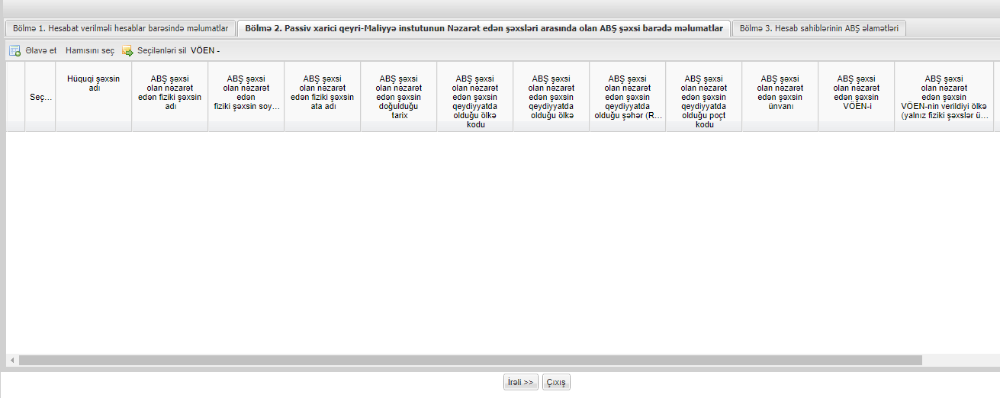 Bölmə 1. Hesabat verilməli hesablar barəsində məlumatlar
Bölmə 2. Passiv xarici qeyri-Maliyyə instutunun Nəzarət edən şəxsləri arasında olan ABŞ şəxsi barədə məlumatlar
Bölmə 3. Hesab sahiblərinin ABŞ əlamətləri
Əlavə et Hamısını seç Seçilənləri sil VÖEN -
Seç...
Hüquqi şəxsin
adı
ABŞ şəxsi
olan nəzarət
edən fiziki şəxsin
adı
ABŞ şəxsi
olan nəzarət
edən
fiziki şəxsin soy...
ABŞ şəxsi
olan nəzarət
edən fiziki şəxsin
ata adı
ABŞ şəxsi
olan nəzarət
edən şəxsin
doğulduğu
tarix
ABŞ şəxsi
olan nəzarət
edən şəxsin
qeydiyyatda
olduğu ölkə
kodu
ABŞ şəxsi
olan nəzarət
edən şəxsin
qeydiyyatda
olduğu ölkə
ABŞ şəxsi
olan nəzarət
edən şəxsin
qeydiyyatda
olduğu şəhər (R...
ABŞ şəxsi
olan nəzarət
edən şəxsin
qeydiyyatda
olduğu poçt
kodu
ABŞ şəxsi
olan nəzarət
edən şəxsin
ünvanı
ABŞ şəxsi
olan nəzarət
edən şəxsin
VÖEN-i
ABŞ şəxsi
olan nəzarət
edən şəxsin
VÖEN-nin verildiyi ölkə
(yalnız fiziki şəxslər ü...
İrəli >>
Çıxış